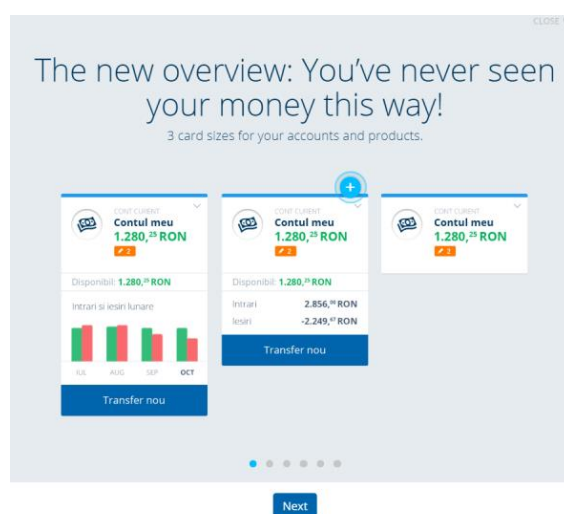 CLOSE
The new overview: You've never seen
your money this way!
3 card sizes for your accounts and products.
CONT CURENT
Contul meu
1.280,²⁵ RON
2
Disponibil: 1.280,²⁵ RON
Intrari si iesiri lunare
IUL AUG SEP OCT
Transfer nou
CONT CURENT
Contul meu
1.280,²⁵ RON
2
Disponibil: 1.280,²⁵ RON
Intrari 2.856,⁹⁸ RON
Iesiri -2.249,⁶⁷ RON
Transfer nou
CONT CURENT
Contul meu
1.280,²⁵ RON
2
Next